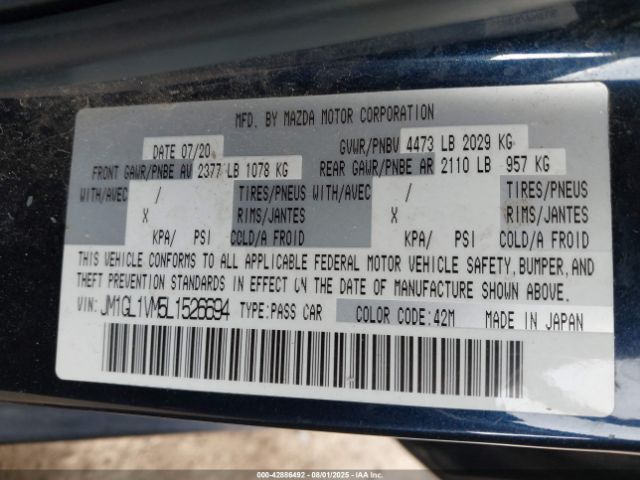 MFD. BY MAZDA MOTOR CORPORATION
DATE 07/20 GVWR/PNBV 4473 LB 2029 KG
FRONT GAWR/PNBE AV 2377 LB 1078 KG REAR GAWR/PNBE AR 2110 LB 957 KG
WITH/AVEC / TIRES/PNEUS WITH/AVEC / TIRES/PNEUS
X RIMS/JANTES X RIMS/JANTES
KPA/ PSI COLD/A FROID KPA/ PSI COLD/A FROID
THIS VEHICLE CONFORMS TO ALL APPLICABLE FEDERAL MOTOR VEHICLE SAFETY, BUMPER, AND
THEFT PREVENTION STANDARDS IN EFFECT ON THE DATE OF MANUFACTURE SHOWN ABOVE.
VIN: JM1GL1VM5L1526694 TYPE:PASS CAR COLOR CODE:42M MADE IN JAPAN
000-42886492 - 08/01/2025 - IAAI.COM